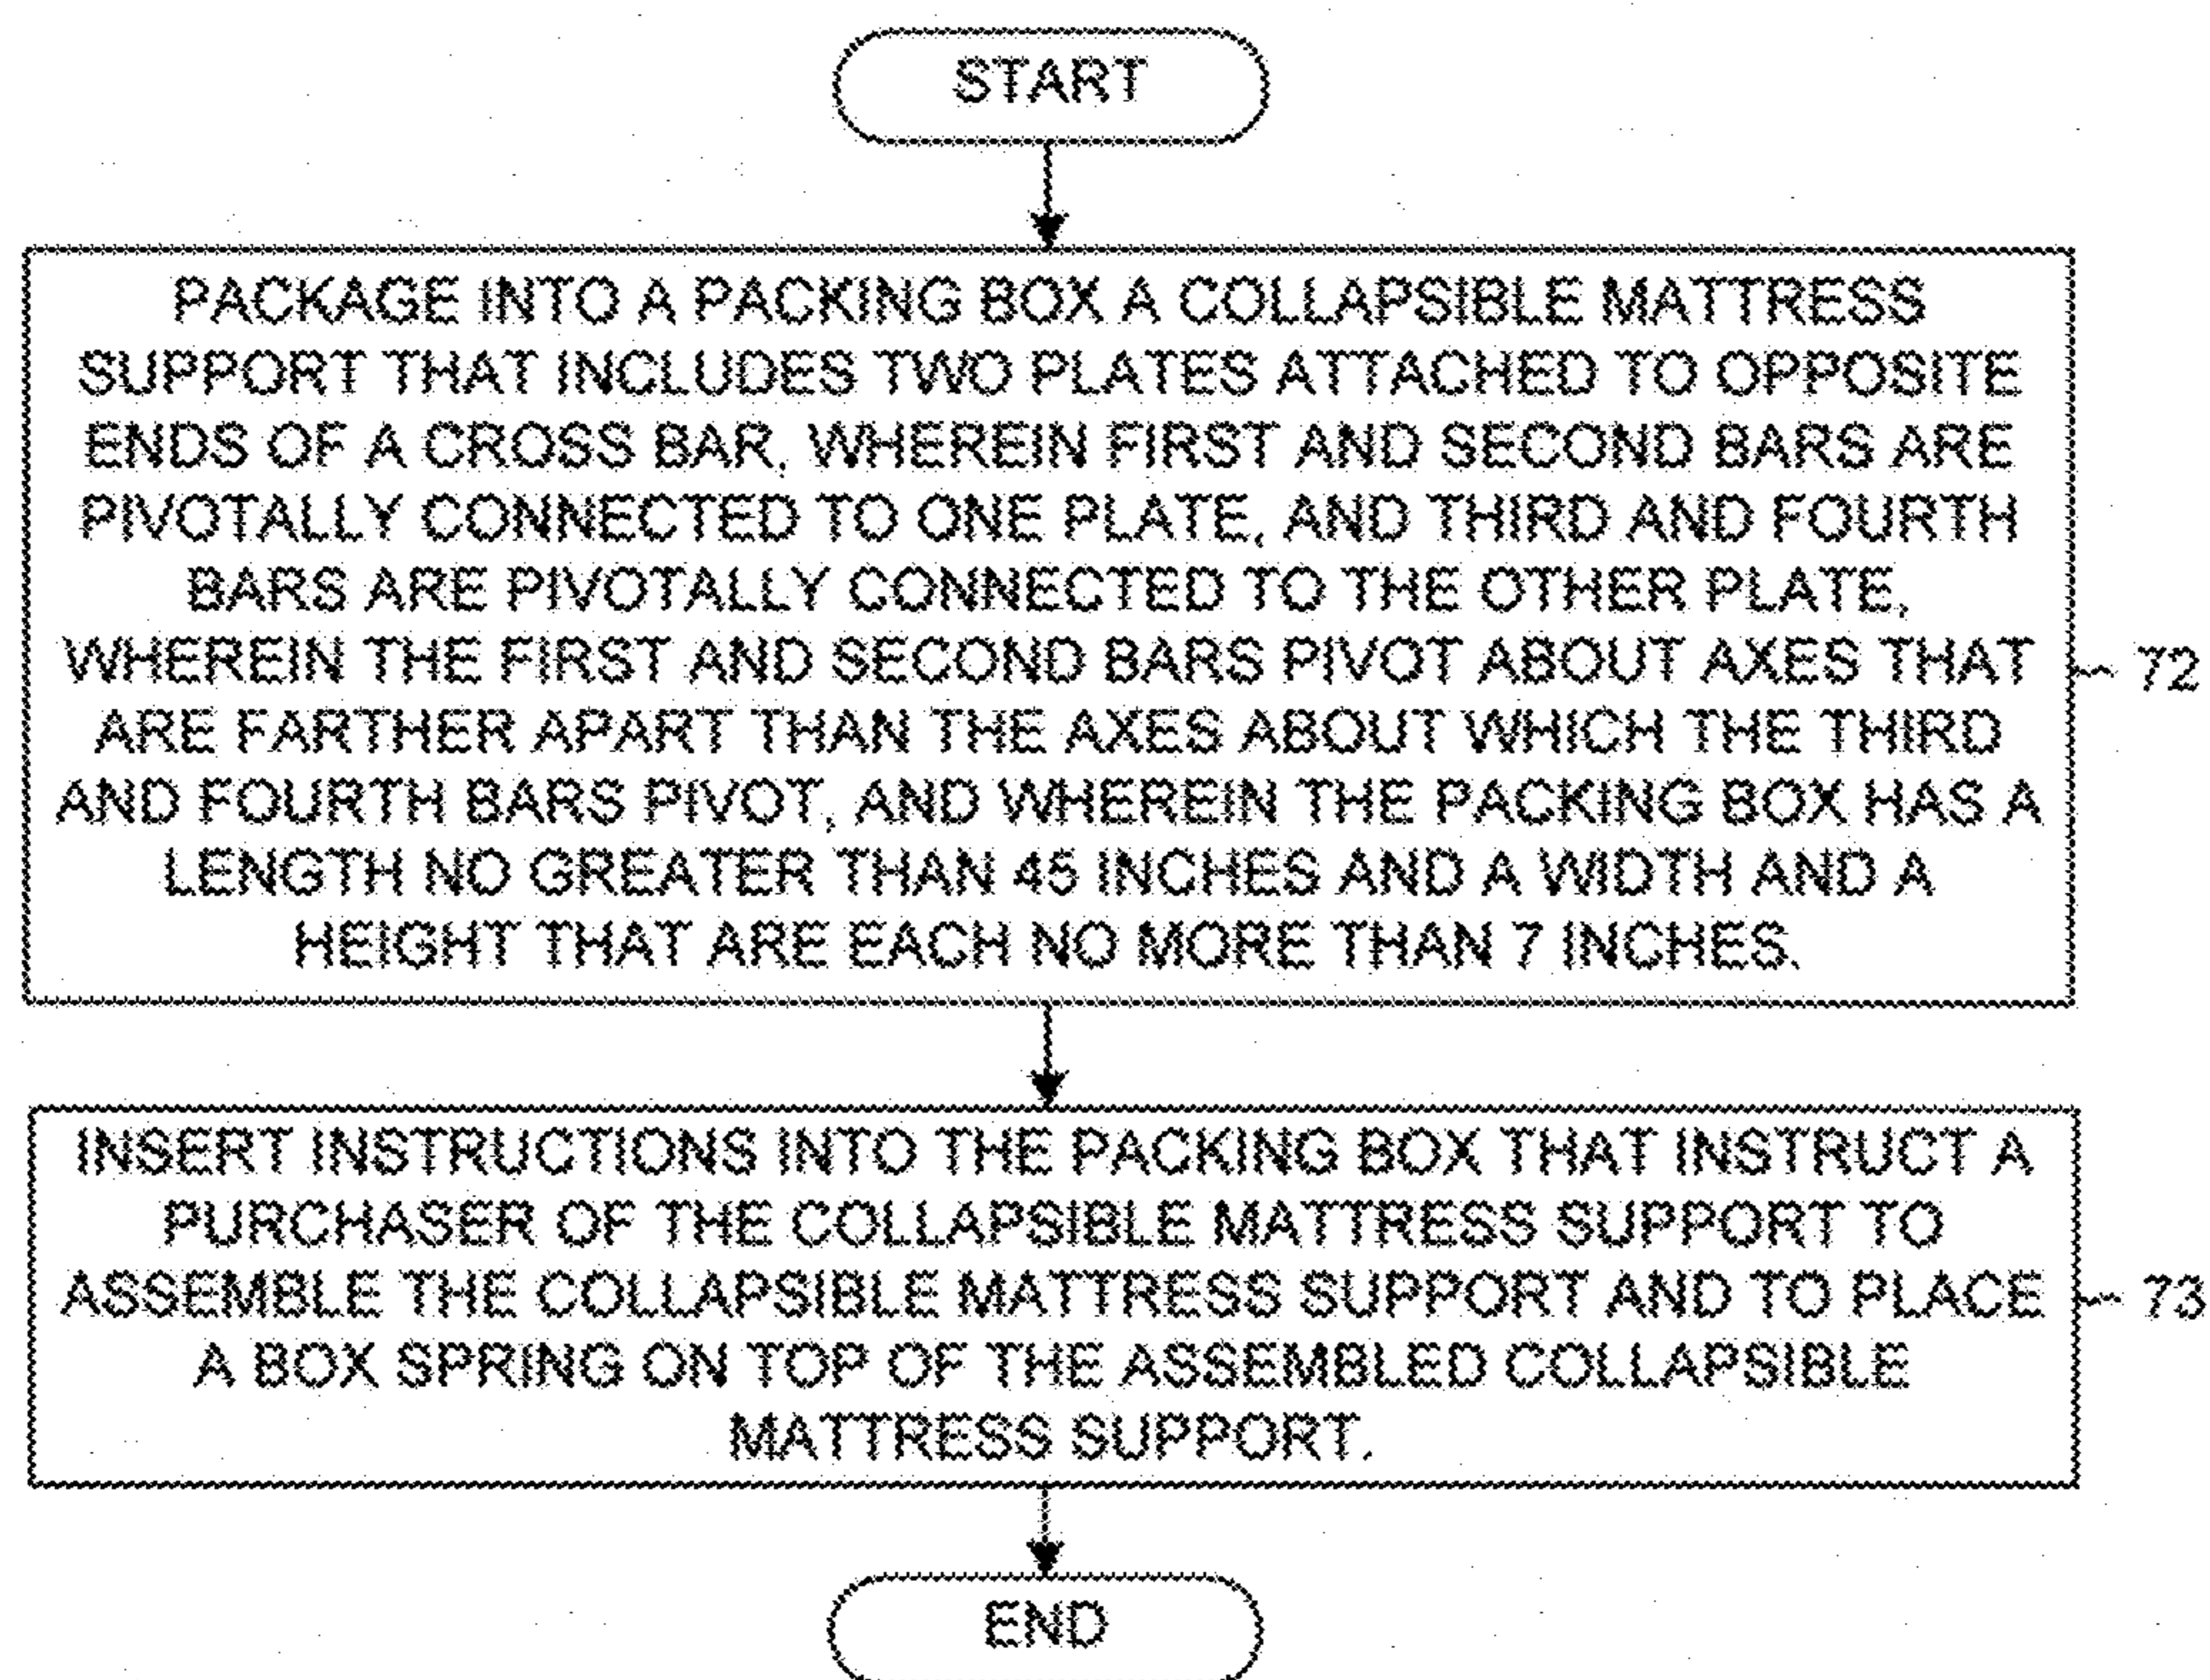 START
PACKAGE INTO A PACKING BOX A COLLAPSIBLE MATTRESS
SUPPORT THAT INCLUDES TWO PLATES ATTACHED TO OPPOSITE
ENDS OF A CROSS BAR, WHEREIN FIRST AND SECOND BARS ARE
PIVOTALLY CONNECTED TO ONE PLATE, AND THIRD AND FOURTH
BARS ARE PIVOTALLY CONNECTED TO THE OTHER PLATE,
WHEREIN THE FIRST AND SECOND BARS PIVOT ABOUT AXES THAT
ARE FARTHER APART THAN THE AXES ABOUT WHICH THE THIRD
AND FOURTH BARS PIVOT, AND WHEREIN THE PACKING BOX HAS A
LENGTH NO GREATER THAN 45 INCHES AND A WIDTH AND A
HEIGHT THAT ARE EACH NO MORE THAN 7 INCHES.
72
INSERT INSTRUCTIONS INTO THE PACKING BOX THAT INSTRUCT A
PURCHASER OF THE COLLAPSIBLE MATTRESS SUPPORT TO
ASSEMBLE THE COLLAPSIBLE MATTRESS SUPPORT AND TO PLACE
A BOX SPRING ON TOP OF THE ASSEMBLED COLLAPSIBLE
MATTRESS SUPPORT.
73
END